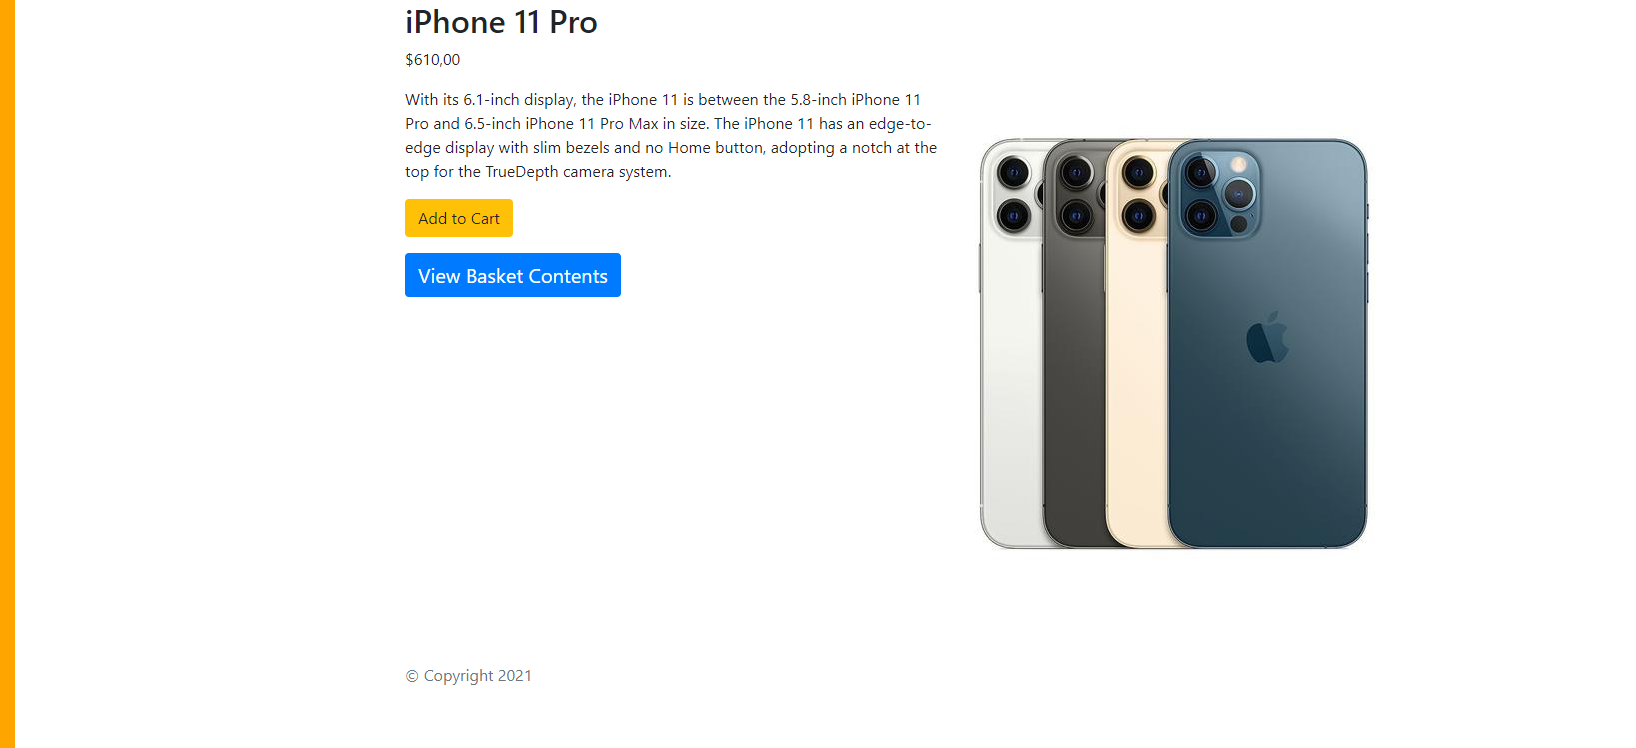 iPhone 11 Pro
$610,00
With its 6.1-inch display, the iPhone 11 is between the 5.8-inch iPhone 11
Pro and 6.5-inch iPhone 11 Pro Max in size. The iPhone 11 has an edge-to-
edge display with slim bezels and no Home button, adopting a notch at the
top for the TrueDepth camera system.
Add to Cart
View Basket Contents
© Copyright 2021